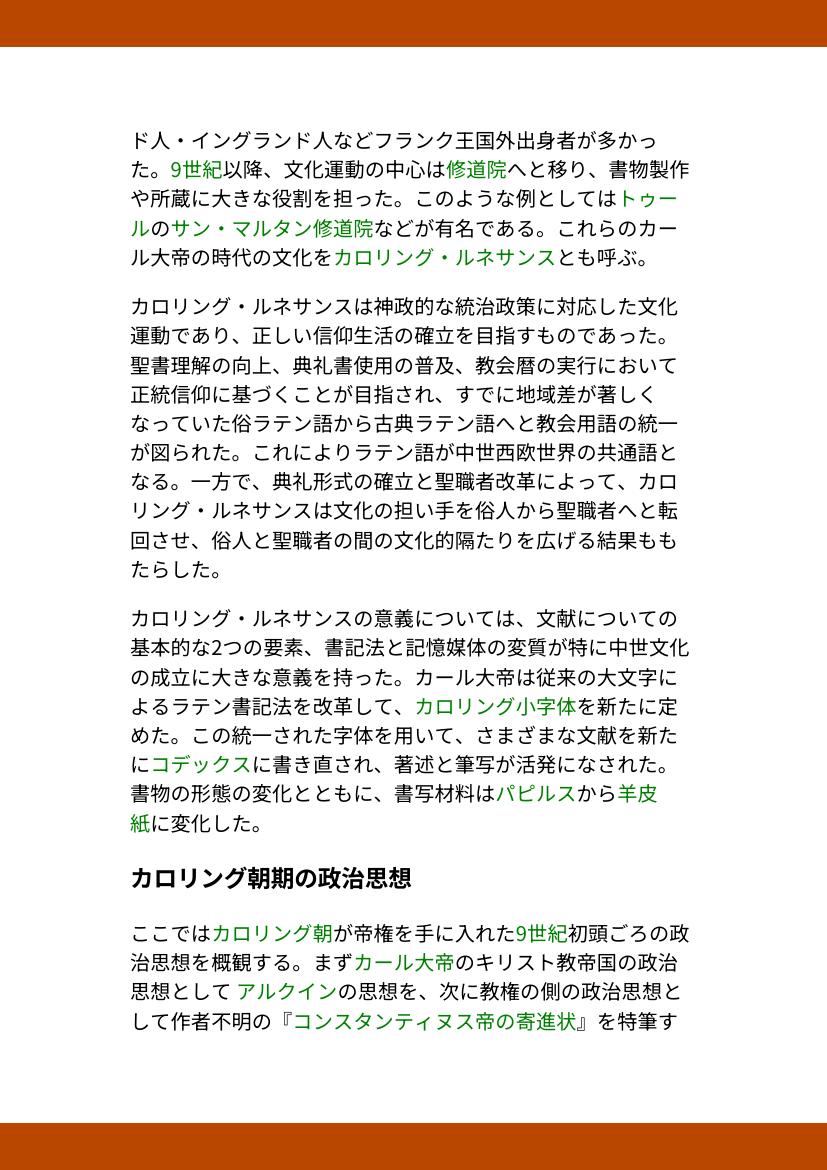 ド人・イングランド人などフランク王国外出身者が多かっ
た。9世紀以降、文化運動の中心は修道院へと移り、書物製作
や所蔵に大きな役割を担った。このような例としてはトゥー
ルのサン・マルタン修道院などが有名である。これらのカー
ル大帝の時代の文化をカロリング・ルネサンスとも呼ぶ。
カロリング・ルネサンスは神政的な統治政策に対応した文化
運動であり、正しい信仰生活の確立を目指すものであった。
聖書理解の向上、典礼書使用の普及、教会暦の実行において
正統信仰に基づくことが目指され、すでに地域差が著しく
なっていた俗ラテン語から古典ラテン語へと教会用語の統一
が図られた。これによりラテン語が中世西欧世界の共通語と
なる。一方で、典礼形式の確立と聖職者改革によって、カロ
リング・ルネサンスは文化の担い手を俗人から聖職者へと転
回させ、俗人と聖職者の間の文化的隔たりを広げる結果もも
たらした。
カロリング・ルネサンスの意義については、文献についての
基本的な2つの要素、書記法と記憶媒体の変質が特に中世文化
の成立に大きな意義を持った。カール大帝は従来の大文字に
よるラテン書記法を改革して、カロリング小字体を新たに定
めた。この統一された字体を用いて、さまざまな文献を新た
にコデックスに書き直され、著述と筆写が活発になされた。
書物の形態の変化とともに、書写材料はパピルスから羊皮
紙に変化した。
カロリング朝期の政治思想
ここではカロリング朝が帝権を手に入れた9世紀初頭ごろの政
治思想を概観する。まずカール大帝のキリスト教帝国の政治
思想として アルクインの思想を、次に教権の側の政治思想と
して作者不明の『コンスタンティヌス帝の寄進状』を特筆す